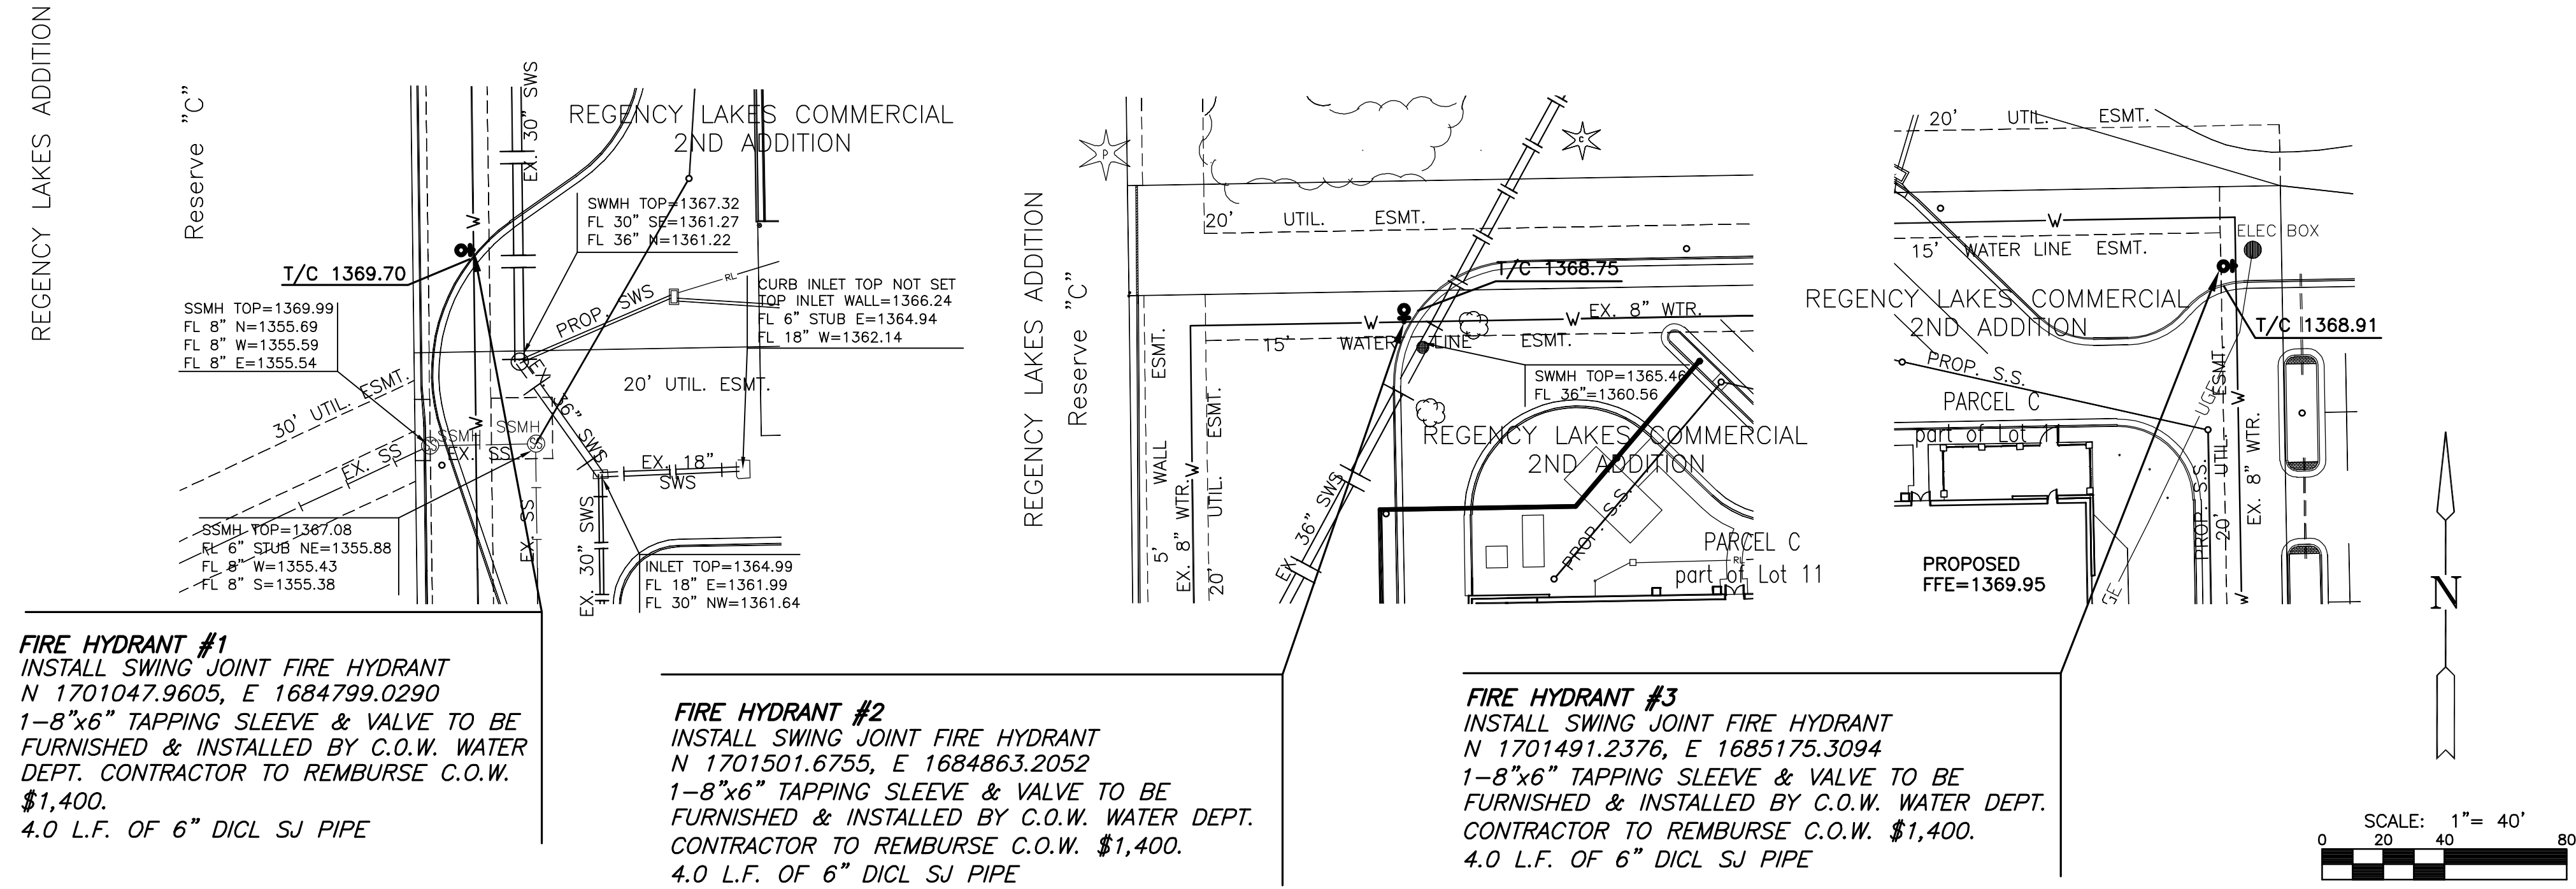 REGENCY LAKES ADDITION
Reserve "C"
EX. 30" SWS
REGENCY LAKES COMMERCIAL
2ND ADDITION
W
SWMH TOP=1367.32
FL 30" SE=1361.27
FL 36" N=1361.22
T/C 1369.70
RL
PROP. SWS
CURB INLET TOP NOT SET
TOP INLET WALL=1366.24
FL 6" STUB E=1364.94
FL 18" W=1362.14
SSMH TOP=1369.99
FL 8" N=1355.69
FL 8" W=1355.59
FL 8" E=1355.54
30' UTIL. ESMT.
20' UTIL. ESMT.
EX. 36" SWS
W
SSMH
SSMH
SS
EX. SS
EX. SS
EX. 18"
SWS
EX. SS
EX. 30" SWS
SSMH TOP=1367.08
FL 6" STUB NE=1355.88
FL 8" W=1355.43
FL 8" S=1355.38
INLET TOP=1364.99
FL 18" E=1361.99
FL 30" NW=1361.64
FIRE HYDRANT #1
INSTALL SWING JOINT FIRE HYDRANT
N 1701047.9605, E 1684799.0290
1-8"x6" TAPPING SLEEVE & VALVE TO BE
FURNISHED & INSTALLED BY C.O.W. WATER
DEPT. CONTRACTOR TO REMBURSE C.O.W.
$1,400.
4.0 L.F. OF 6" DICL SJ PIPE
REGENCY LAKES ADDITION
Reserve "C"
P
C
20' UTIL. ESMT.
T/C 1368.75
W
W
EX. 8" WTR.
15' WATER LINE ESMT.
5' WALL ESMT.
EX. 8" WTR.
W
20' UTIL. ESMT.
SWMH TOP=1365.46
FL 36"=1360.56
REGENCY LAKES COMMERCIAL
2ND ADDITION
EX. 36" SWS
PROP. S.S.
PARCEL C
RL
part of Lot 11
FIRE HYDRANT #2
INSTALL SWING JOINT FIRE HYDRANT
N 1701501.6755, E 1684863.2052
1-8"x6" TAPPING SLEEVE & VALVE TO BE
FURNISHED & INSTALLED BY C.O.W. WATER DEPT.
CONTRACTOR TO REMBURSE C.O.W. $1,400.
4.0 L.F. OF 6" DICL SJ PIPE
20' UTIL. ESMT.
W
15' WATER LINE ESMT.
ELEC BOX
REGENCY LAKES COMMERCIAL
2ND ADDITION
T/C 1368.91
PROP. S.S.
PARCEL C
part of Lot 11
UGE
GE
PROP. S.S.
20' UTIL. ESMT
EX. 8" WTR.
W
W
PROPOSED
FFE=1369.95
FIRE HYDRANT #3
INSTALL SWING JOINT FIRE HYDRANT
N 1701491.2376, E 1685175.3094
1-8"x6" TAPPING SLEEVE & VALVE TO BE
FURNISHED & INSTALLED BY C.O.W. WATER DEPT.
CONTRACTOR TO REMBURSE C.O.W. $1,400.
4.0 L.F. OF 6" DICL SJ PIPE
N
SCALE: 1"= 40'
0 20 40 80